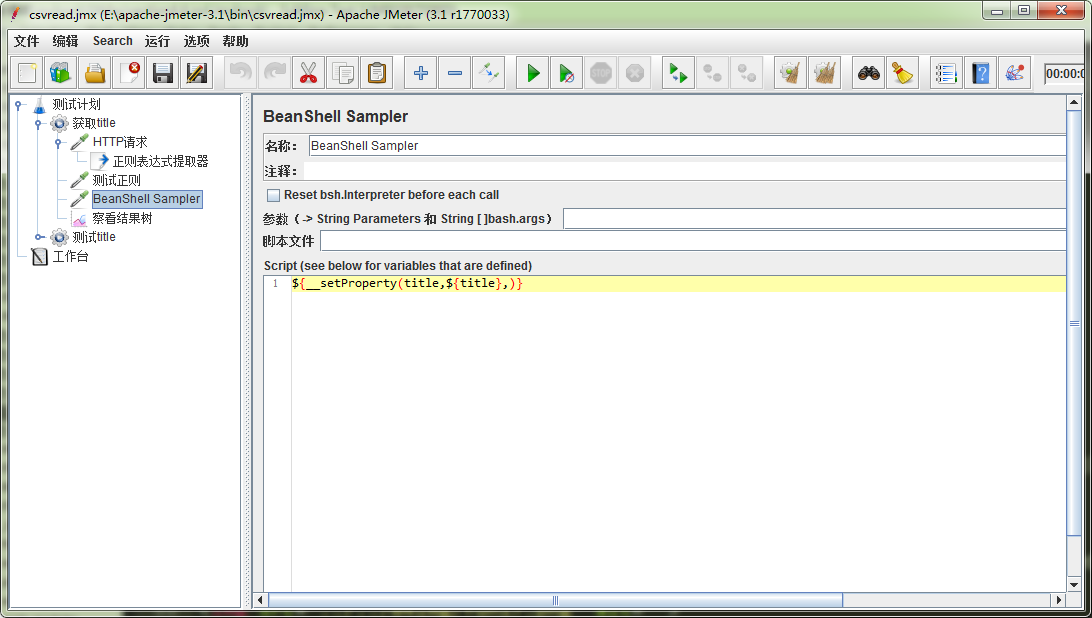 csvread.jmx (E:\apache-jmeter-3.1\bin\csvread.jmx) - Apache JMeter (3.1 r1770033)
文件 编辑 Search 运行 选项 帮助
STOP
00:00:0
测试计划
获取title
HTTP请求
正则表达式提取器
测试正则
BeanShell Sampler
察看结果树
测试title
工作台
BeanShell Sampler
名称： BeanShell Sampler
注释：
Reset bsh.Interpreter before each call
参数（-> String Parameters 和 String [ ]bash.args）
脚本文件
Script (see below for variables that are defined)
1 ${__setProperty(title,${title},)}